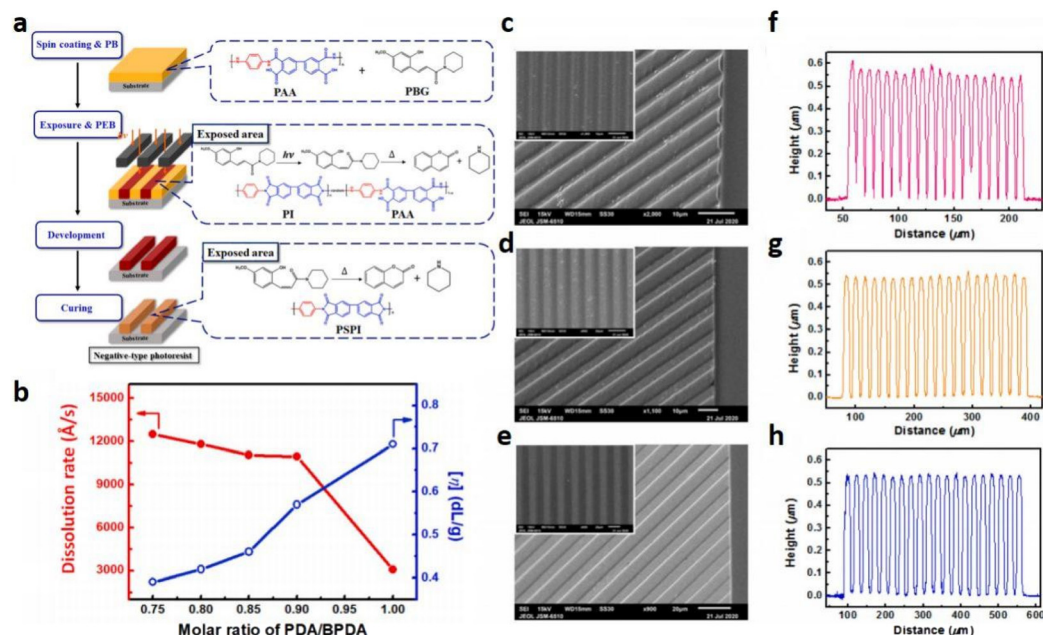 a
Spin coating & PB
Substrate
PAA
+
PBG
Exposure & PEB
Exposed area
hν
Δ
+
PI
PAA
Substrate
Development
Substrate
Exposed area
Δ
+
Curing
PSPI
Substrate
Negative-type photoresist
b
Dissolution rate (Å/s)
15000
12000
9000
6000
3000
0.8
0.7
0.6
0.5
0.4
[η] (dL/g)
0.75 0.80 0.85 0.90 0.95 1.00
Molar ratio of PDA/BPDA
c
SEI 15kV WD15mm SS30 x2,000 10μm
JEOL JSM-6510 21 Jul 2020
d
SEI 15kV WD15mm SS30 x1,100 10μm
JEOL JSM-6510 21 Jul 2020
e
SEI 15kV WD15mm SS30 x900 20μm
JEOL JSM-6510 21 Jul 2020
f
Height (μm)
0.6
0.5
0.4
0.3
0.2
0.1
0.0
50 100 150 200
Distance (μm)
g
Height (μm)
0.6
0.5
0.4
0.3
0.2
0.1
0.0
100 200 300 400
Distance (μm)
h
Height (μm)
0.6
0.5
0.4
0.3
0.2
0.1
0.0
100 200 300 400 500 600
Distance (μm)